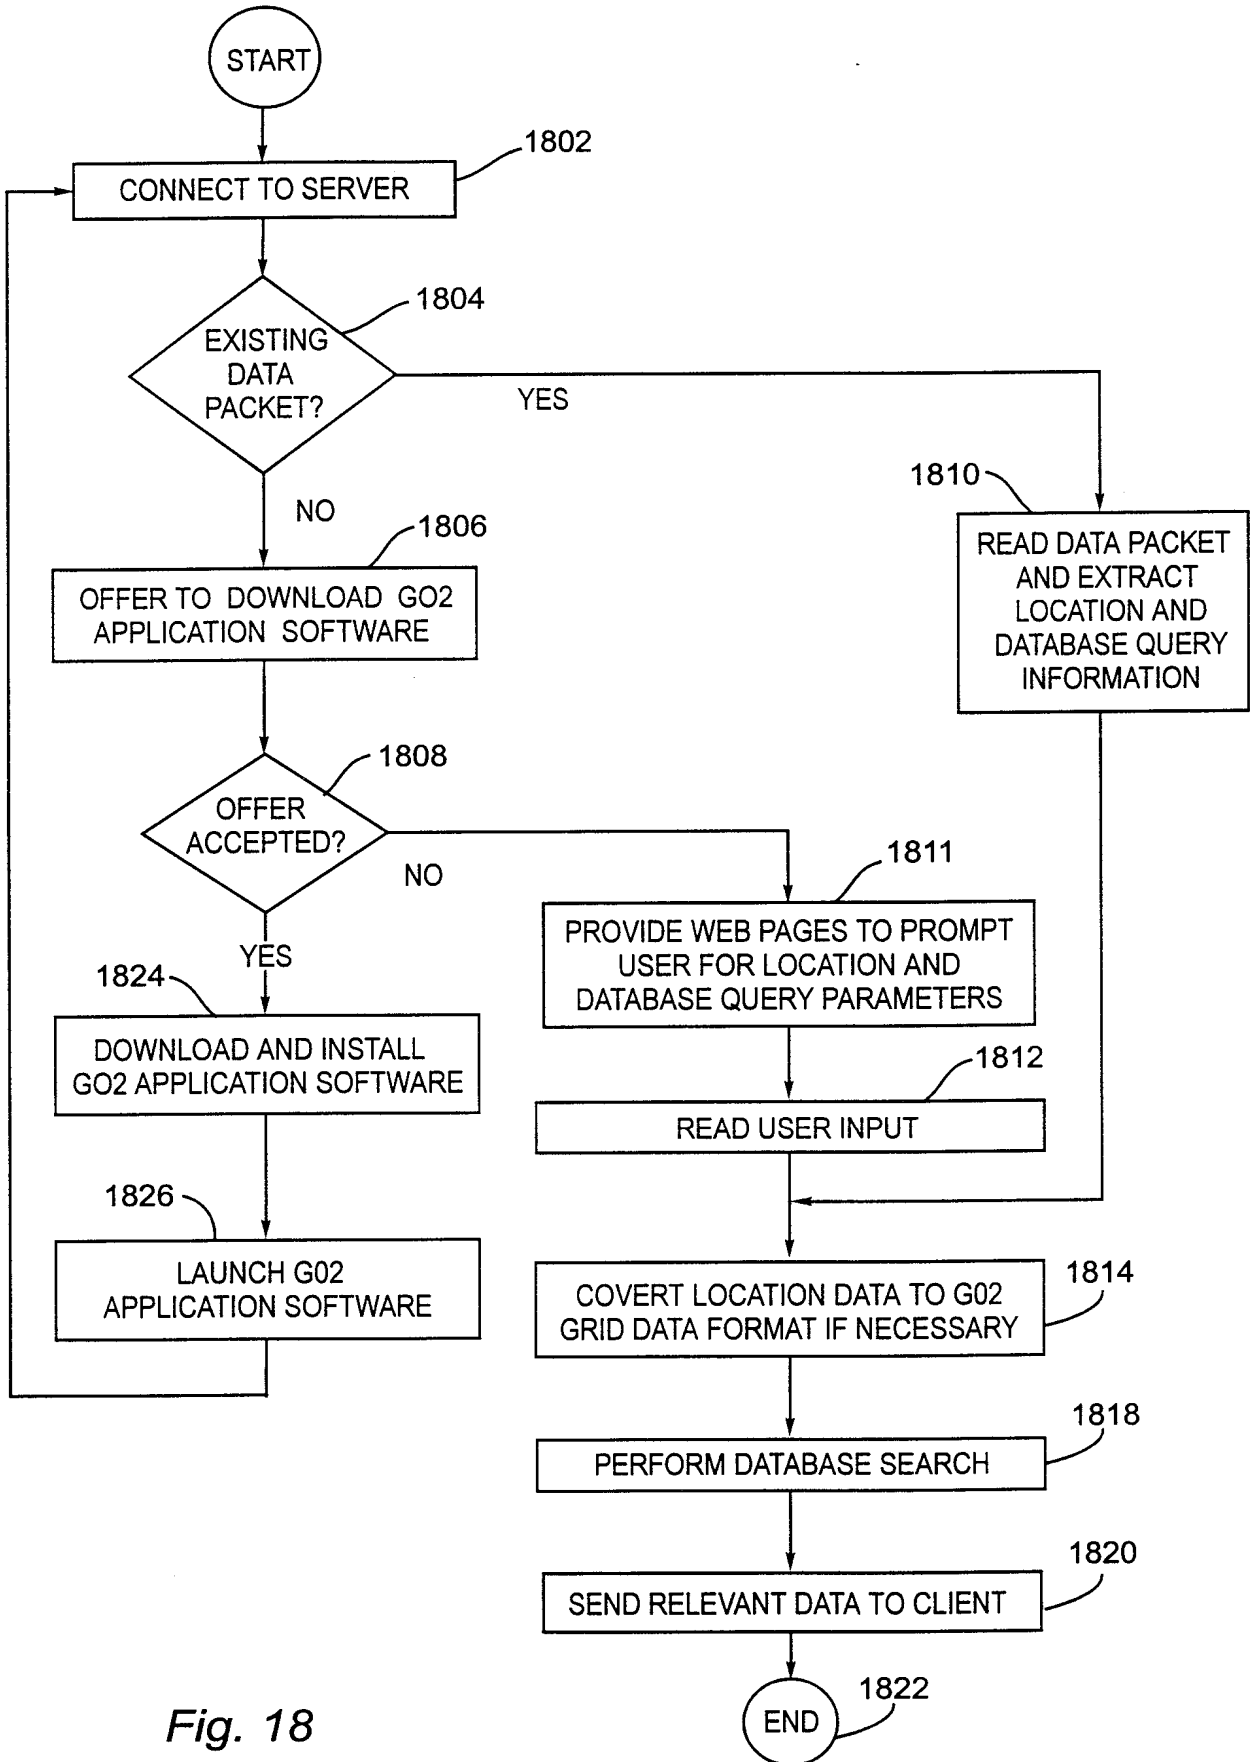 START
1802
CONNECT TO SERVER
1804
EXISTING
DATA
PACKET?
YES
NO
1810
READ DATA PACKET
AND EXTRACT
LOCATION AND
DATABASE QUERY
INFORMATION
1806
OFFER TO DOWNLOAD GO2
APPLICATION SOFTWARE
1808
OFFER
ACCEPTED?
NO
YES
1811
PROVIDE WEB PAGES TO PROMPT
USER FOR LOCATION AND
DATABASE QUERY PARAMETERS
1824
DOWNLOAD AND INSTALL
GO2 APPLICATION SOFTWARE
1812
READ USER INPUT
1826
LAUNCH G02
APPLICATION SOFTWARE
1814
COVERT LOCATION DATA TO G02
GRID DATA FORMAT IF NECESSARY
1818
PERFORM DATABASE SEARCH
1820
SEND RELEVANT DATA TO CLIENT
1822
END
Fig. 18